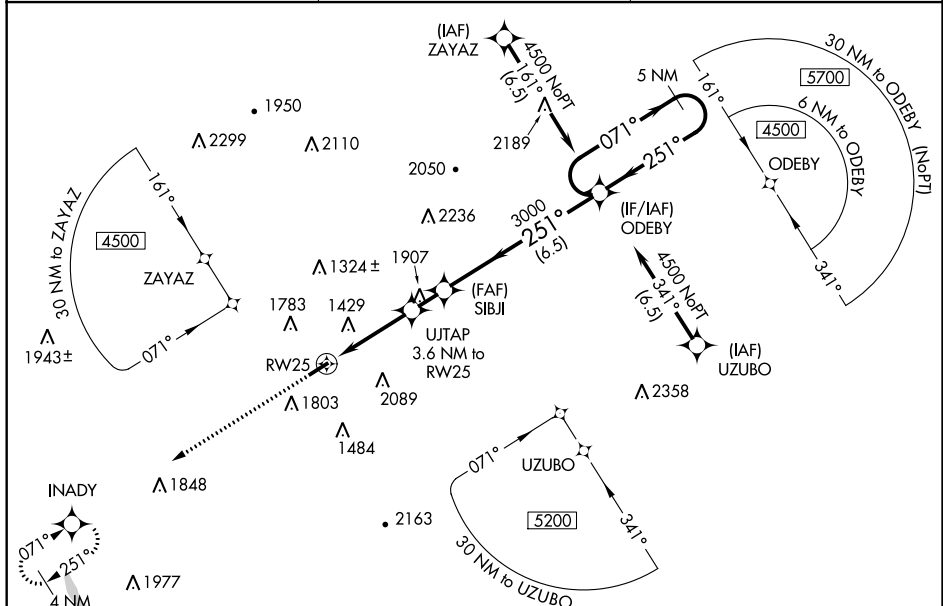 (IAF)
ZAYAZ
4500 NoPT
161°
(6.5)
2189
5 NM
071°
251°
30 NM to ODEBY
(NoPT)
5700
6 NM to ODEBY
4500
161°
ODEBY
341°
1950
2299
2110
2050
2236
3000
251°
(6.5)
(IF/IAF)
ODEBY
30 NM to ZAYAZ
4500
161°
ZAYAZ
071°
1324±
1907
(FAF)
SIBJI
1783
1429
UJTAP
3.6 NM to
RW25
4500 NoPT
341°
(6.5)
(IAF)
UZUBO
1943±
RW25
1803
2089
1484
2358
1848
INADY
071°
251°
4 NM
1977
2163
071°
UZUBO
5200
341°
30 NM to UZUBO